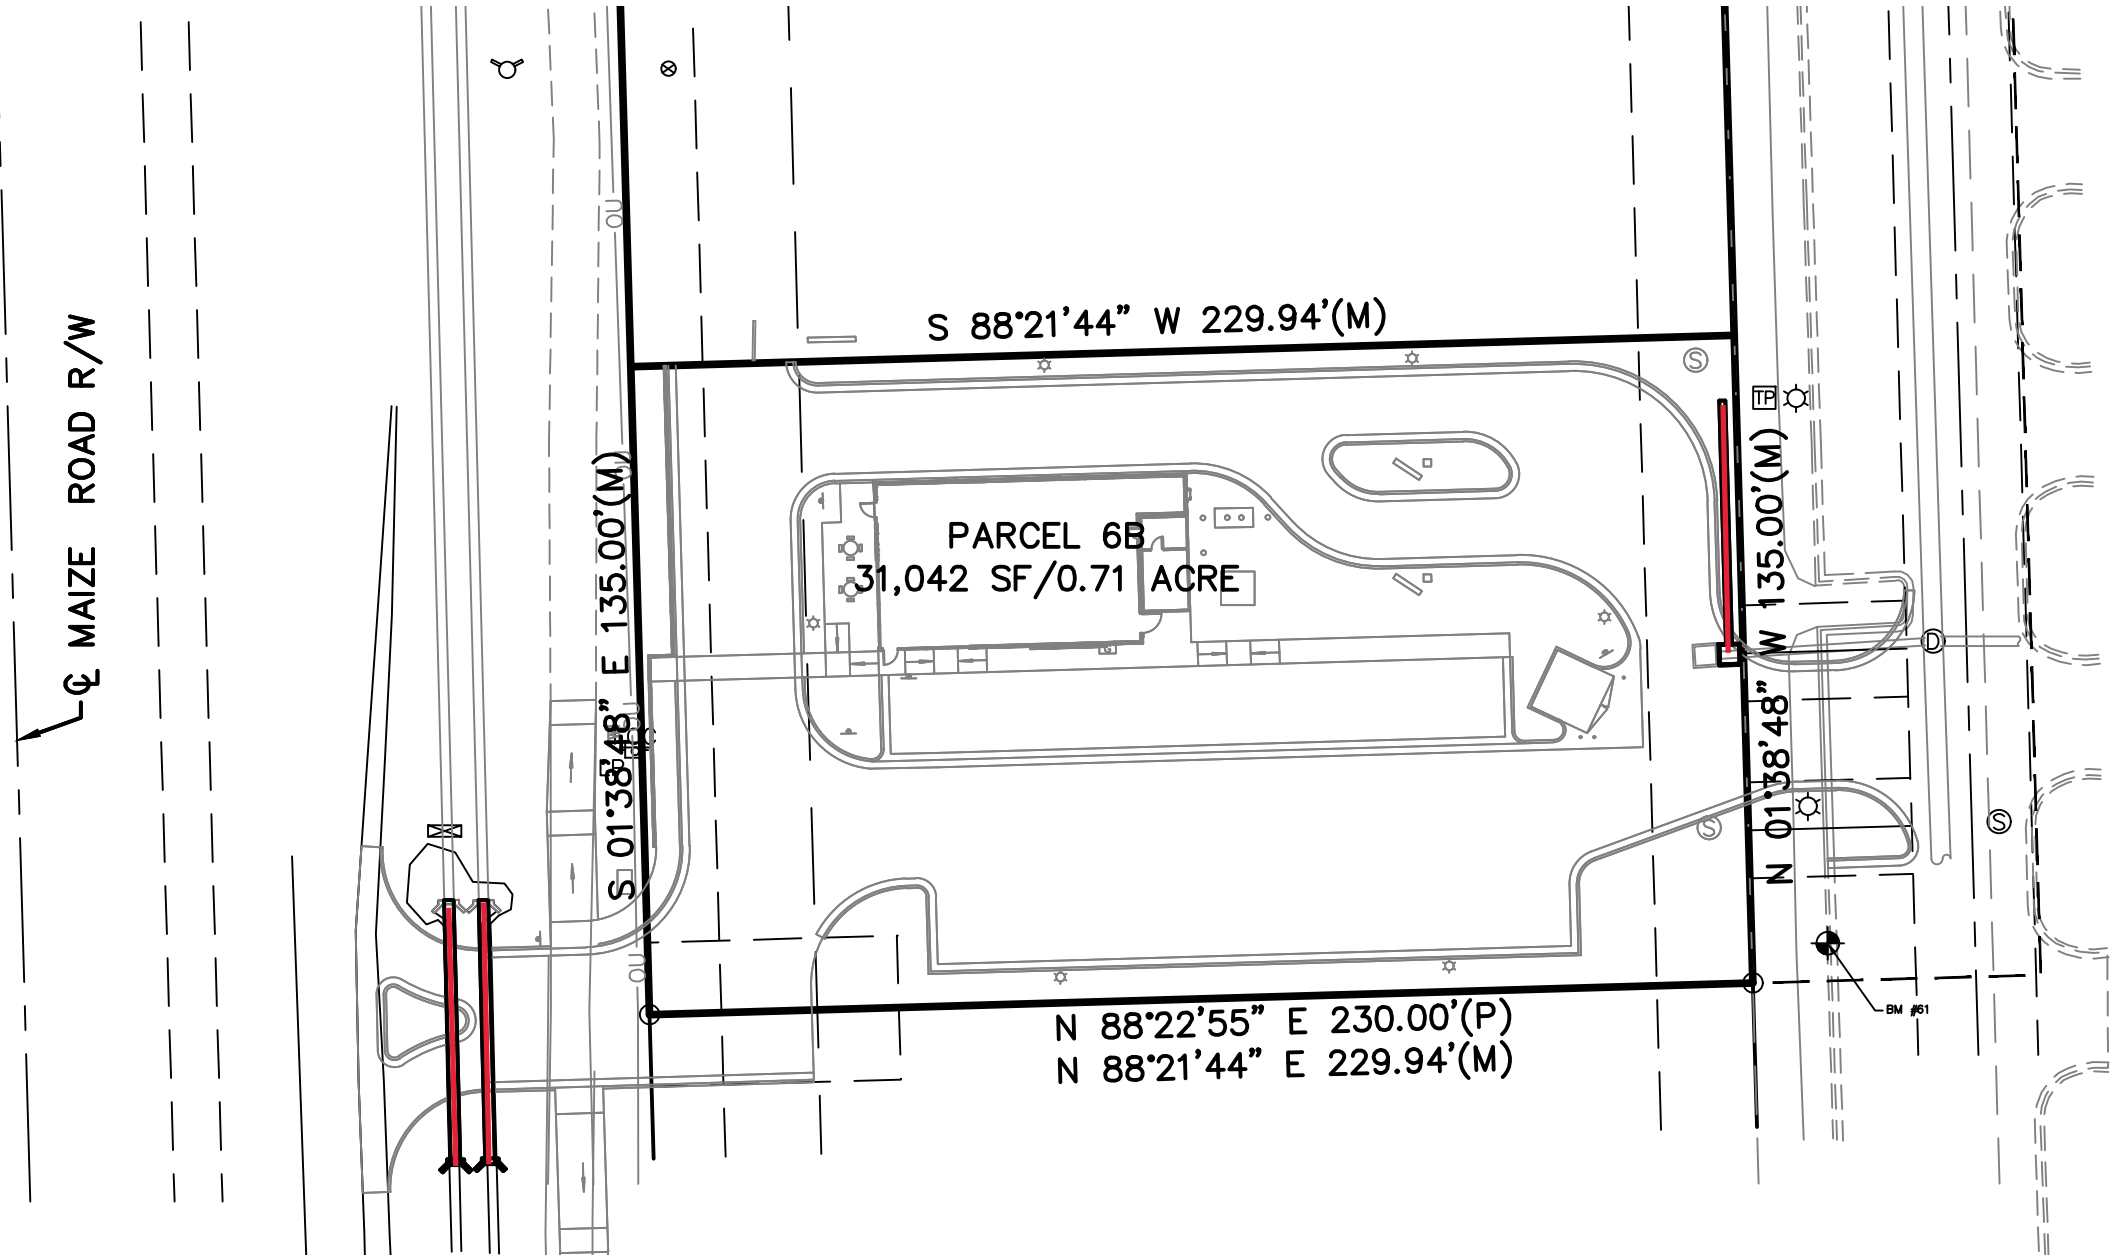 S 88°21'44" W 229.94'(M)
℄ MAIZE ROAD R/W
S 01°38'48" E 135.00'(M)
PARCEL 6B
31,042 SF/0.71 ACRE
N 01°38'48" W 135.00'(M)
N 88°22'55" E 230.00'(P)
N 88°21'44" E 229.94'(M)
BM #61
TP
S
S
S
D
G
OU
OU